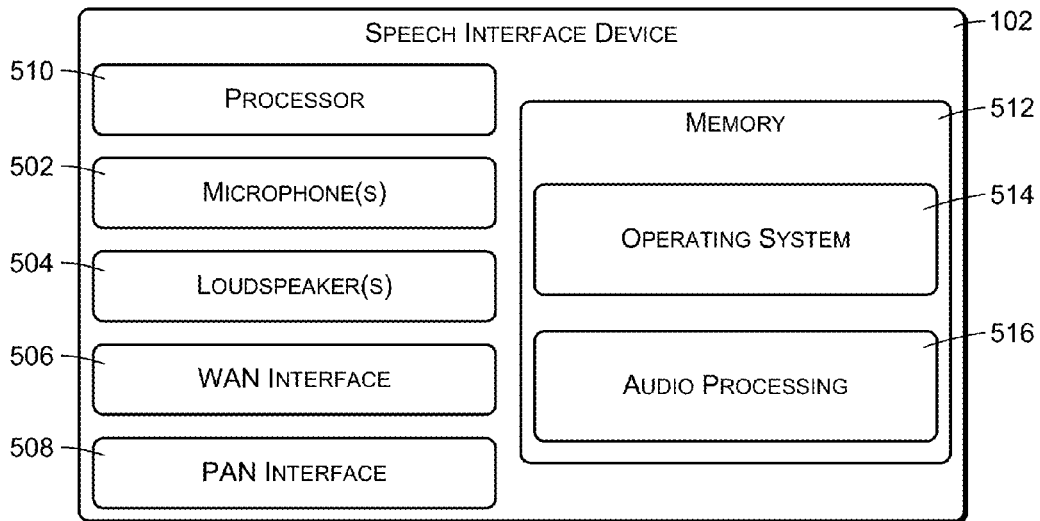 SPEECH INTERFACE DEVICE
102
510
PROCESSOR
502
MICROPHONE(S)
504
LOUDSPEAKER(S)
506
WAN INTERFACE
508
PAN INTERFACE
MEMORY
512
OPERATING SYSTEM
514
AUDIO PROCESSING
516